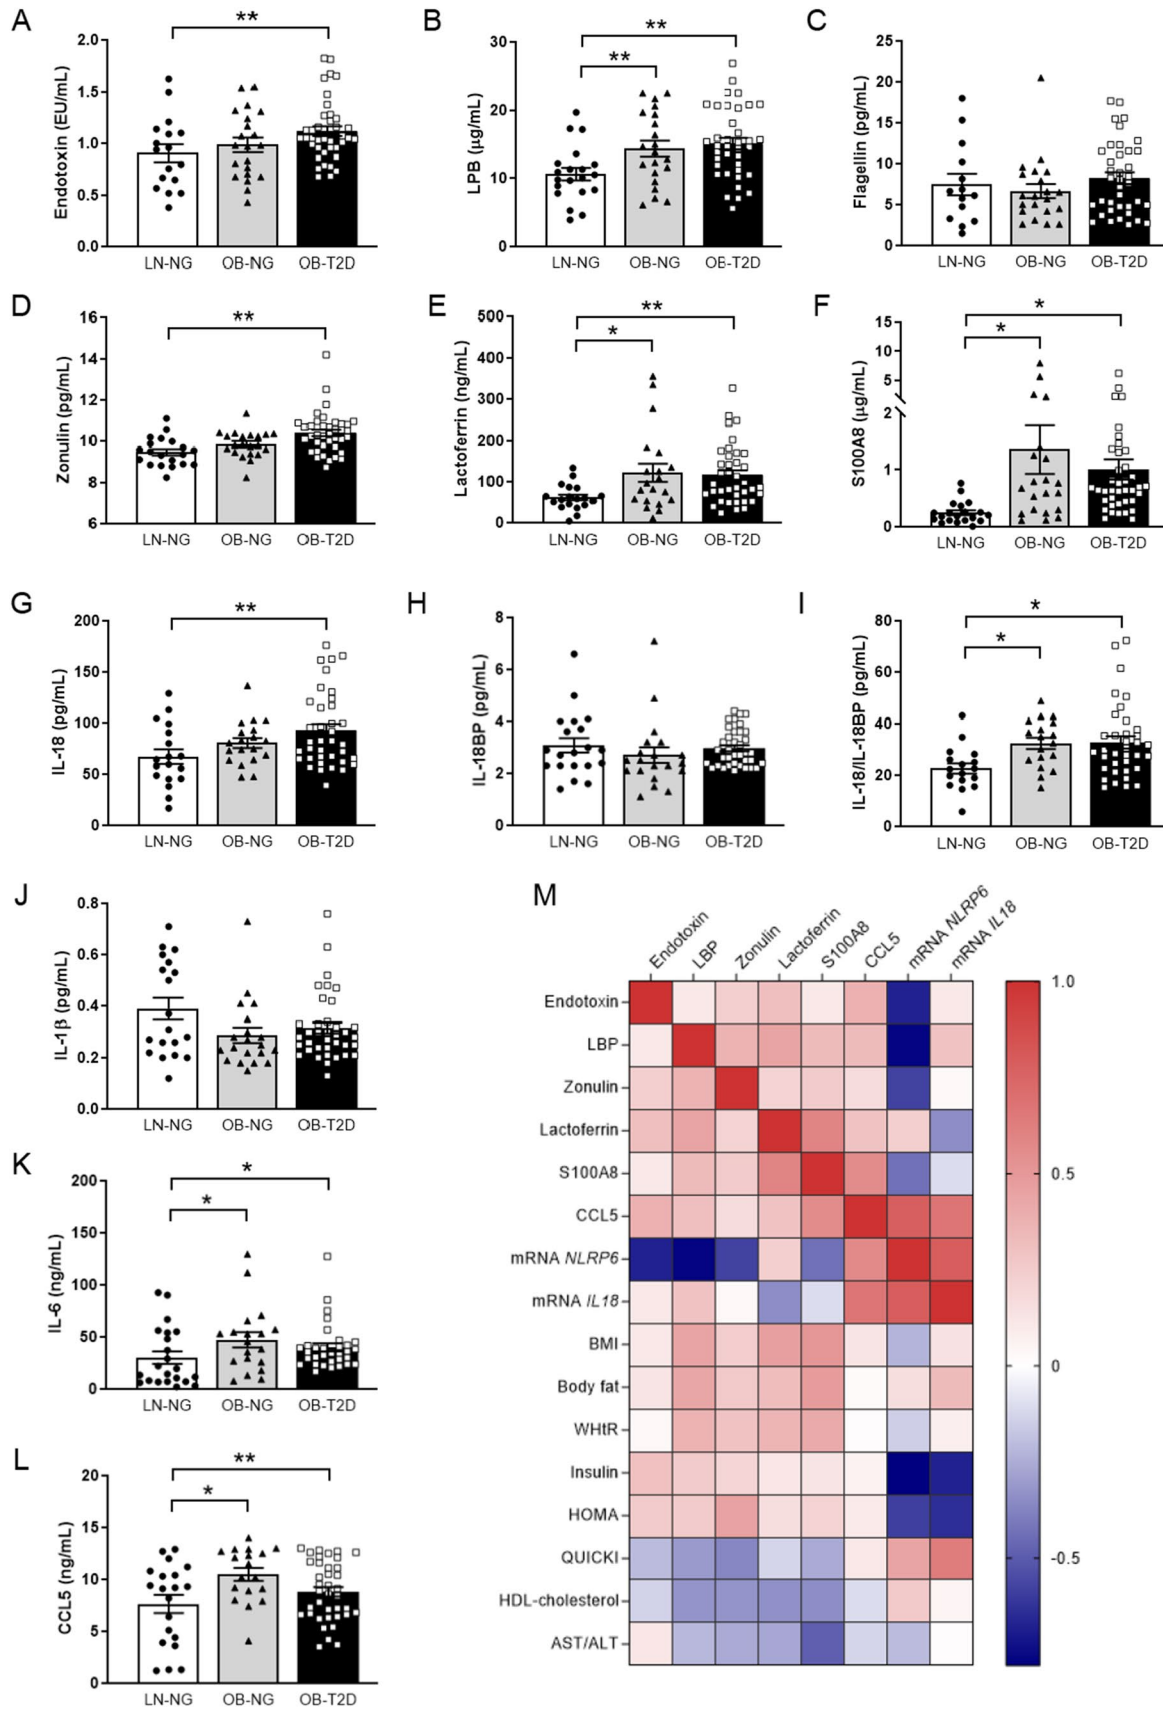 A
**
Endotoxin (EU/mL)
2.0
1.5
1.0
0.5
0.0
LN-NG OB-NG OB-T2D
B
**
**
LPB (µg/mL)
30
20
10
0
LN-NG OB-NG OB-T2D
C
Flagellin (pg/mL)
25
20
15
10
5
0
LN-NG OB-NG OB-T2D
D
**
Zonulin (pg/mL)
16
14
12
10
8
6
LN-NG OB-NG OB-T2D
E
**
*
Lactoferrin (ng/mL)
500
400
300
200
100
0
LN-NG OB-NG OB-T2D
F
*
*
S100A8 (µg/mL)
15
10
5
2
1
0
LN-NG OB-NG OB-T2D
G
**
IL-18 (pg/mL)
200
150
100
50
0
LN-NG OB-NG OB-T2D
H
IL-18BP (pg/mL)
8
6
4
2
0
LN-NG OB-NG OB-T2D
I
*
*
IL-18/IL-18BP (pg/mL)
80
60
40
20
0
LN-NG OB-NG OB-T2D
J
IL-1β (pg/mL)
0.8
0.6
0.4
0.2
0.0
LN-NG OB-NG OB-T2D
K
*
*
IL-6 (ng/mL)
200
150
100
50
0
LN-NG OB-NG OB-T2D
L
**
*
CCL5 (ng/mL)
20
15
10
5
0
LN-NG OB-NG OB-T2D
M
Endotoxin
LBP
Zonulin
Lactoferrin
S100A8
CCL5
mRNA NLRP6
mRNA IL18
Endotoxin
LBP
Zonulin
Lactoferrin
S100A8
CCL5
mRNA NLRP6
mRNA IL18
BMI
Body fat
WHtR
Insulin
HOMA
QUICKI
HDL-cholesterol
AST/ALT
1.0
0.5
0
-0.5